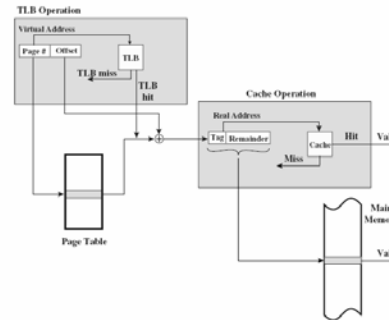 TLB Operation
Virtual Address
Page # Offset
TLB
TLB miss
TLB
hit
Cache Operation
Real Address
Tag Remainder
Cache
Hit
Miss
Page Table
Main